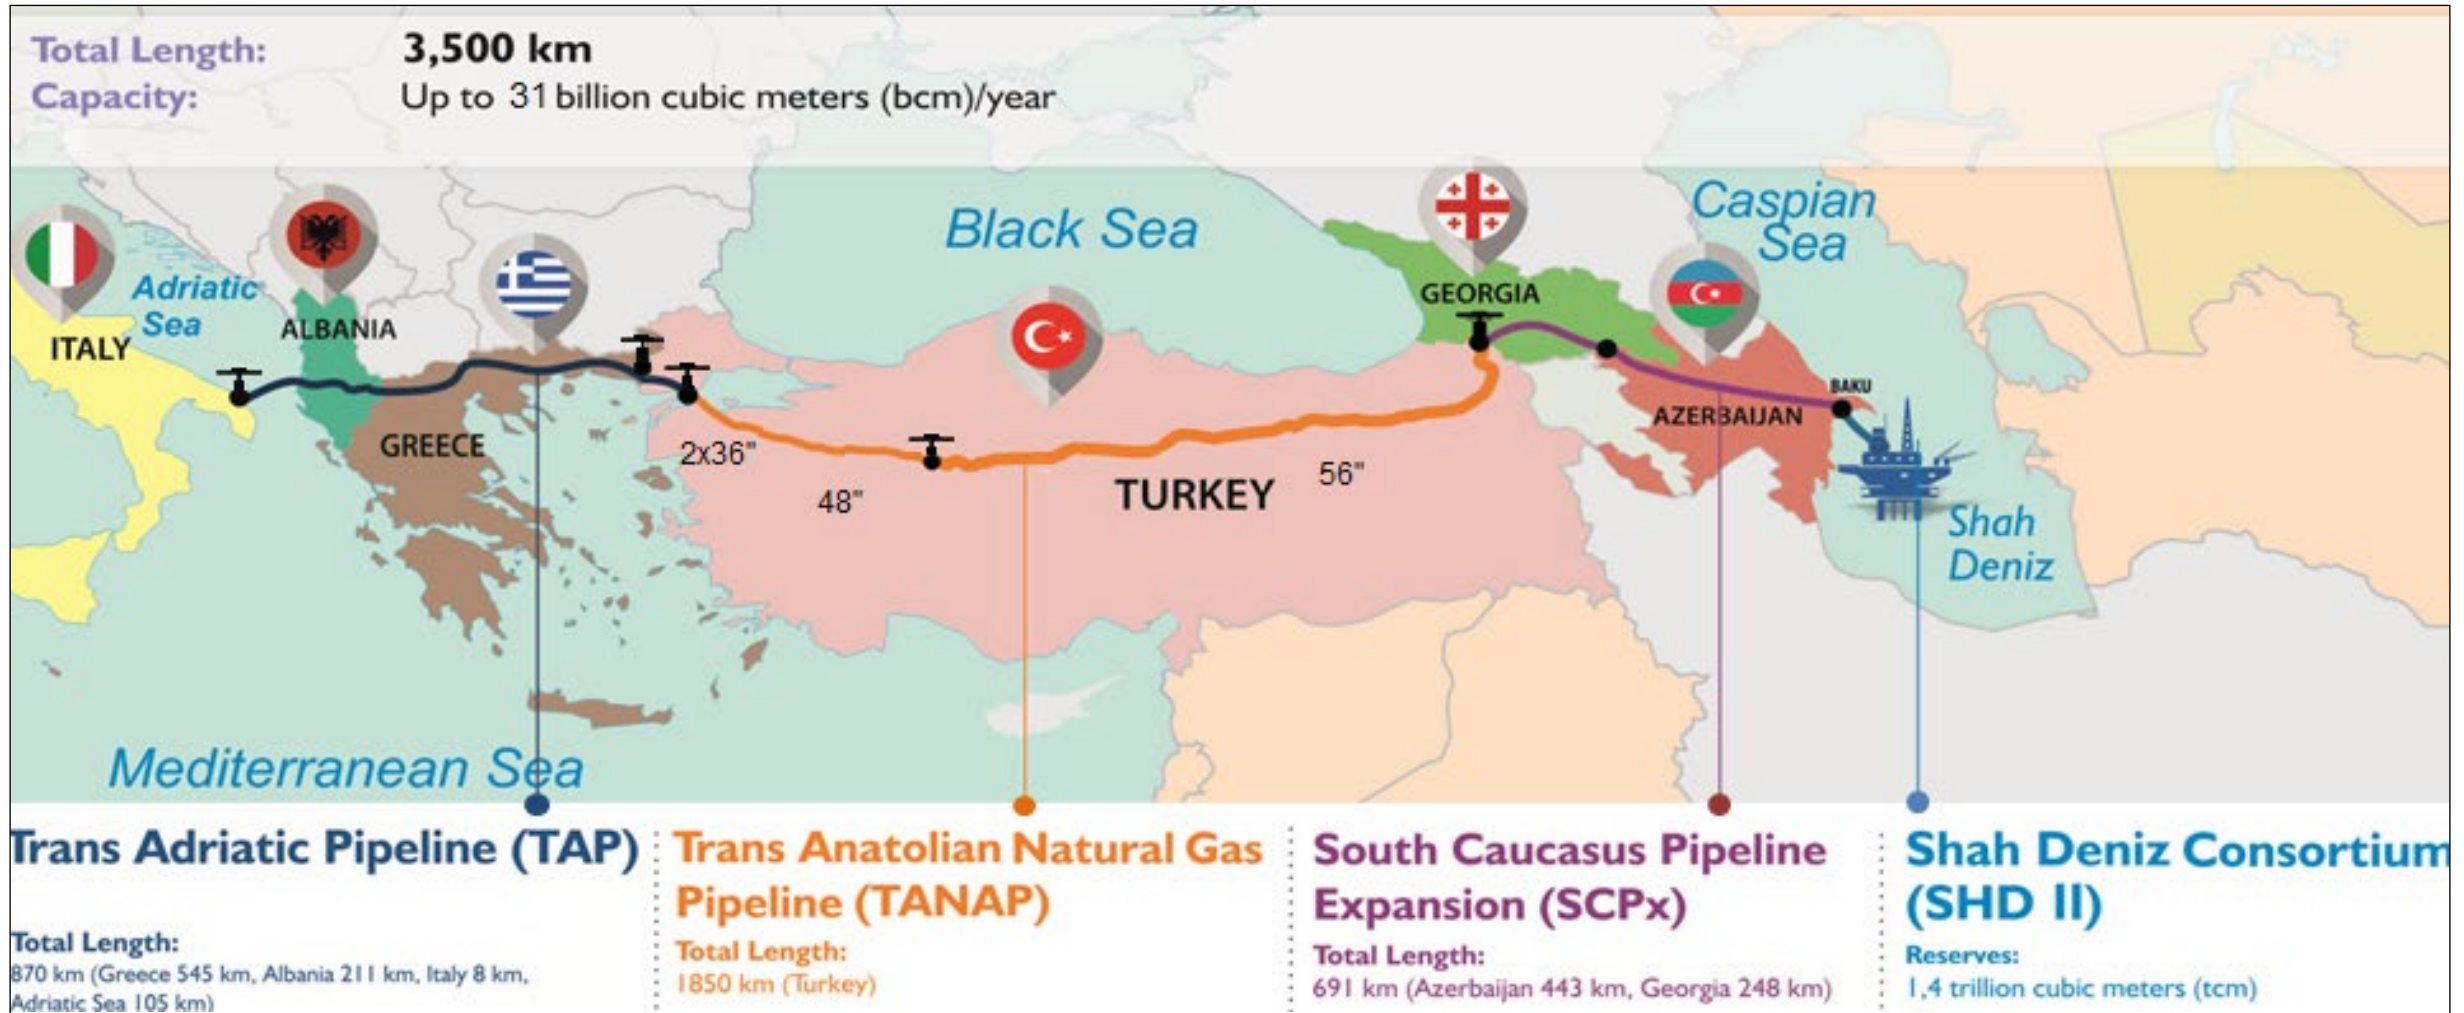 Total Length: 3,500 km
Capacity: Up to 31 billion cubic meters (bcm)/year
Black Sea
Caspian
Sea
Adriatic
Sea
ITALY
ALBANIA
GREECE
GEORGIA
BAKU
AZERBAIJAN
2x36"
48"
TURKEY
56"
Shah
Deniz
Mediterranean Sea
Trans Adriatic Pipeline (TAP)
Total Length:
870 km (Greece 545 km, Albania 211 km, Italy 8 km,
Adriatic Sea 105 km)
Trans Anatolian Natural Gas
Pipeline (TANAP)
Total Length:
1850 km (Turkey)
South Caucasus Pipeline
Expansion (SCPx)
Total Length:
691 km (Azerbaijan 443 km, Georgia 248 km)
Shah Deniz Consortium
(SHD II)
Reserves:
1,4 trillion cubic meters (tcm)